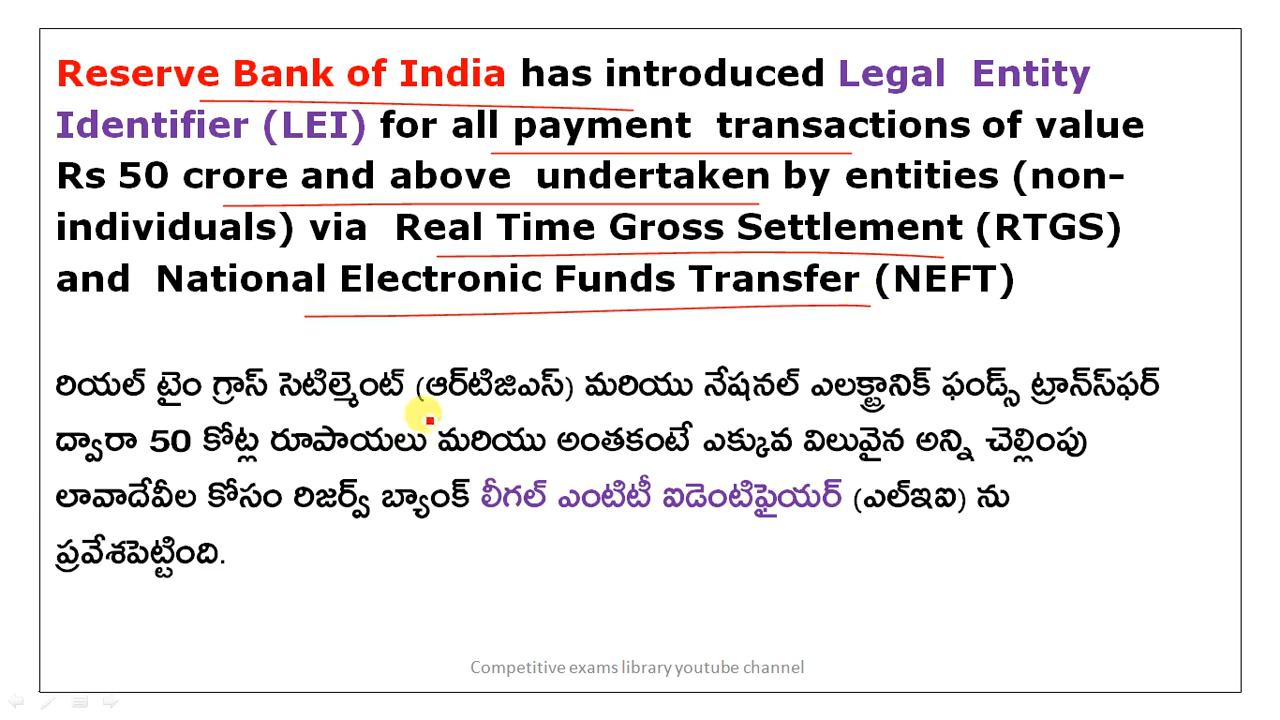 Reserve Bank of India has introduced Legal Entity
Identifier (LEI) for all payment transactions of value
Rs 50 crore and above undertaken by entities (non-
individuals) via Real Time Gross Settlement (RTGS)
and National Electronic Funds Transfer (NEFT)
రియల్ టైం గ్రాస్ సెటిల్మెంట్ (ఆర్‌టిజిఎస్) మరియు నేషనల్ ఎలక్ట్రానిక్ ఫండ్స్ ట్రాన్స్‌ఫర్
ద్వారా 50 కోట్ల రూపాయలు మరియు అంతకంటే ఎక్కువ విలువైన అన్ని చెల్లింపు
లావాదేవీల కోసం రిజర్వ్ బ్యాంక్ లీగల్ ఎంటిటీ ఐడెంటిఫైయర్ (ఎల్ఇఐ) ను
ప్రవేశపెట్టింది.
Competitive exams library youtube channel